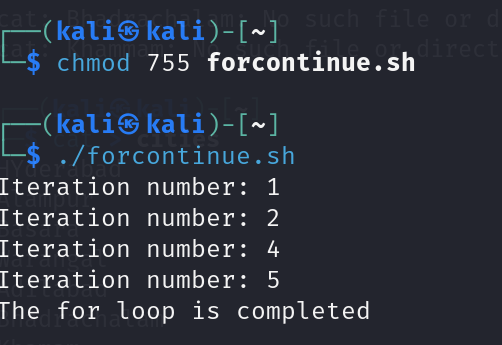 ┌──(kali㉿kali)-[~]
└─$ chmod 755 forcontinue.sh
┌──(kali㉿kali)-[~]
└─$ ./forcontinue.sh
Iteration number: 1
Iteration number: 2
Iteration number: 4
Iteration number: 5
The for loop is completed